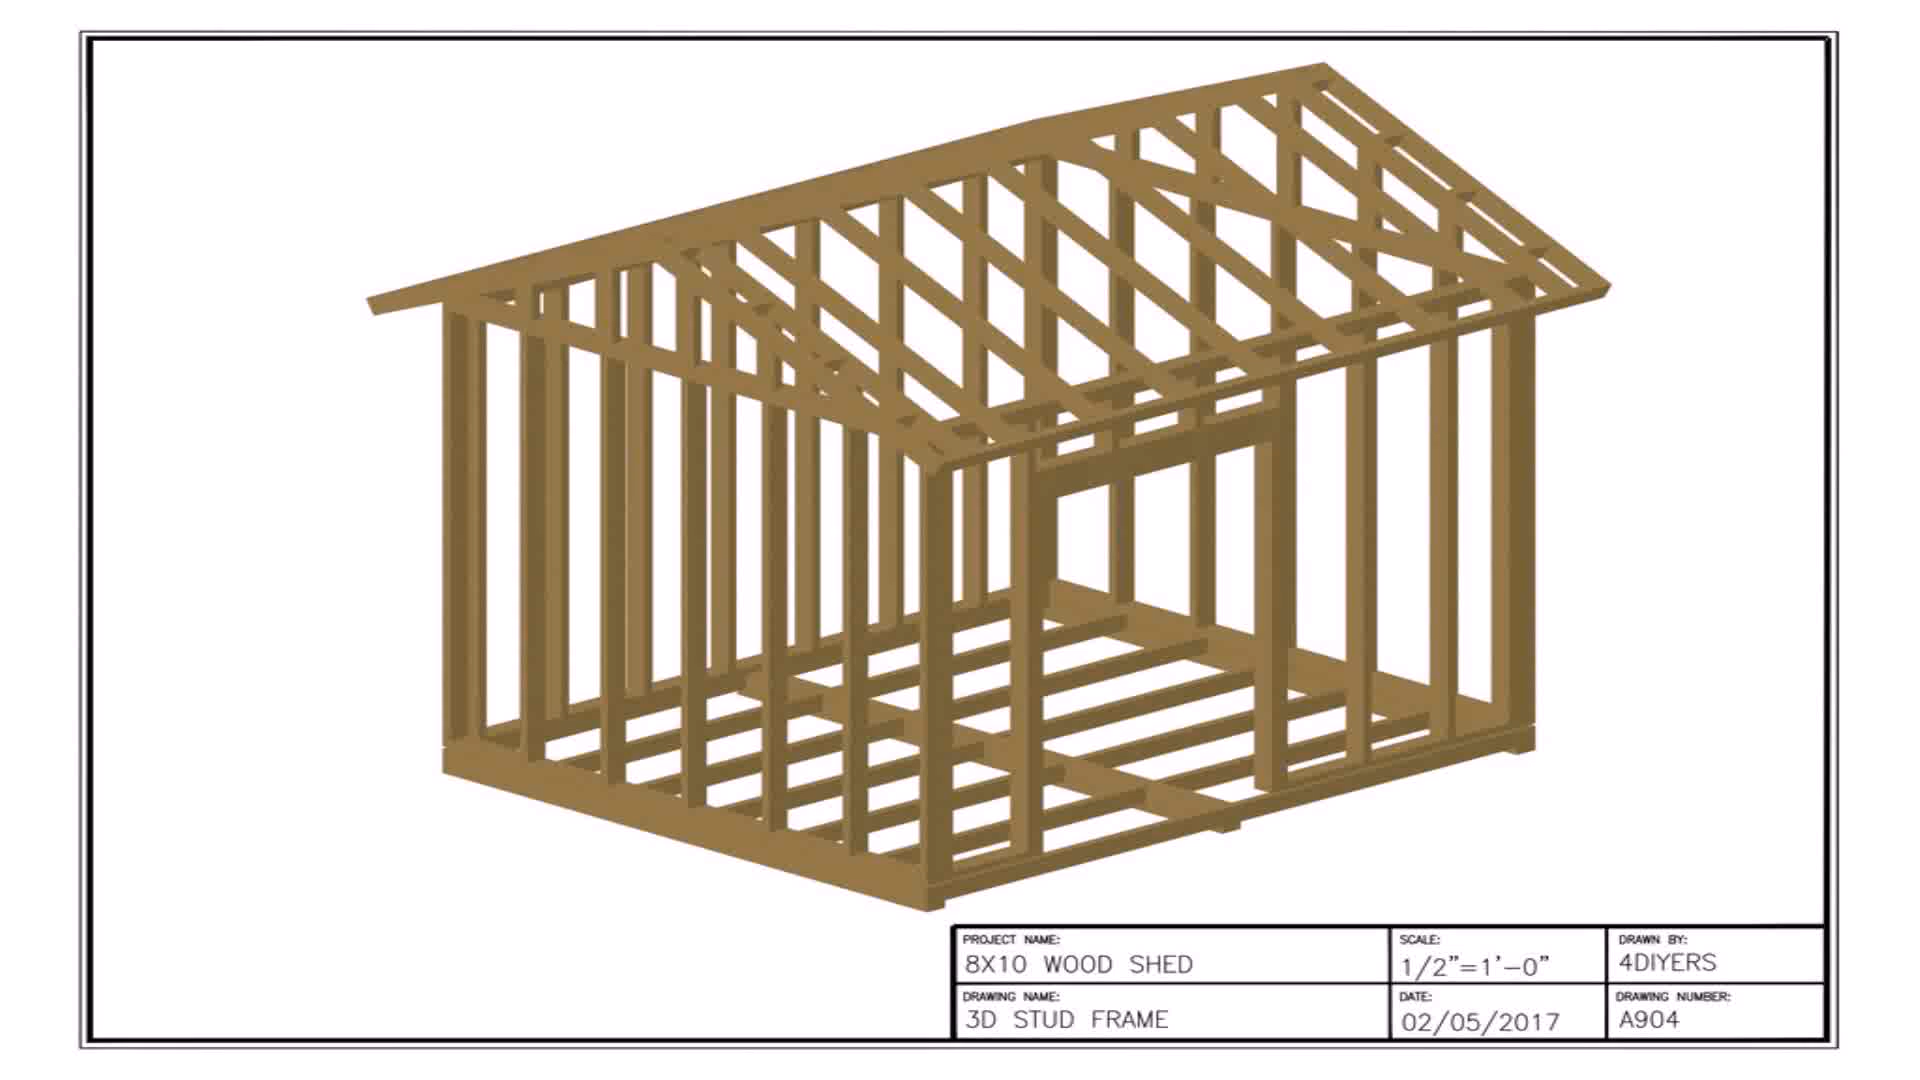 PROJECT NAME:
8X10 WOOD SHED
SCALE:
1/2"=1'-0"
DRAWN BY:
4DIYERS
DRAWING NAME:
3D STUD FRAME
DATE:
02/05/2017
DRAWING NUMBER:
A904